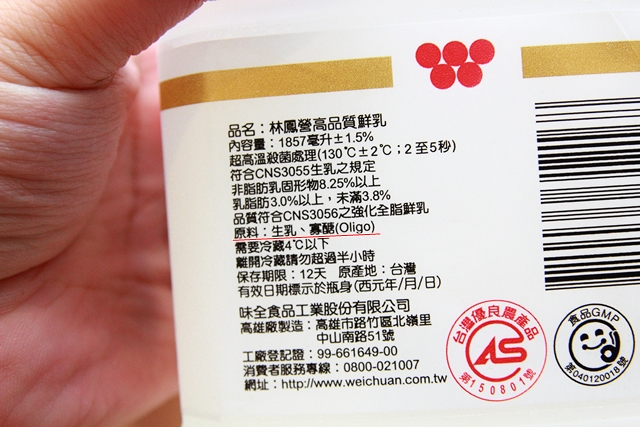 品名：林鳳營高品質鮮乳
內容量：1857毫升±1.5%
超高溫殺菌處理(130℃±2℃；2 至5秒)
符合CNS3055生乳之規定
非脂肪乳固形物8.25%以上
乳脂肪3.0%以上，未滿3.8%
品質符合CNS3056之強化全脂鮮乳
原料：生乳、寡醣(Oligo)
需要冷藏4℃以下
離開冷藏請勿超過半小時
保存期限：12天 原產地：台灣
有效日期標示於瓶身(西元年/月/日)
味全食品工業股份有限公司
高雄廠製造：高雄市路竹區北嶺里
中山南路51號
工廠登記證：99-661649-00
消費者服務專線：0800-021007
網址：http://www.weichuan.com.tw
台灣優良農產品
CAS
第150801號
食品GMP
第040120018號